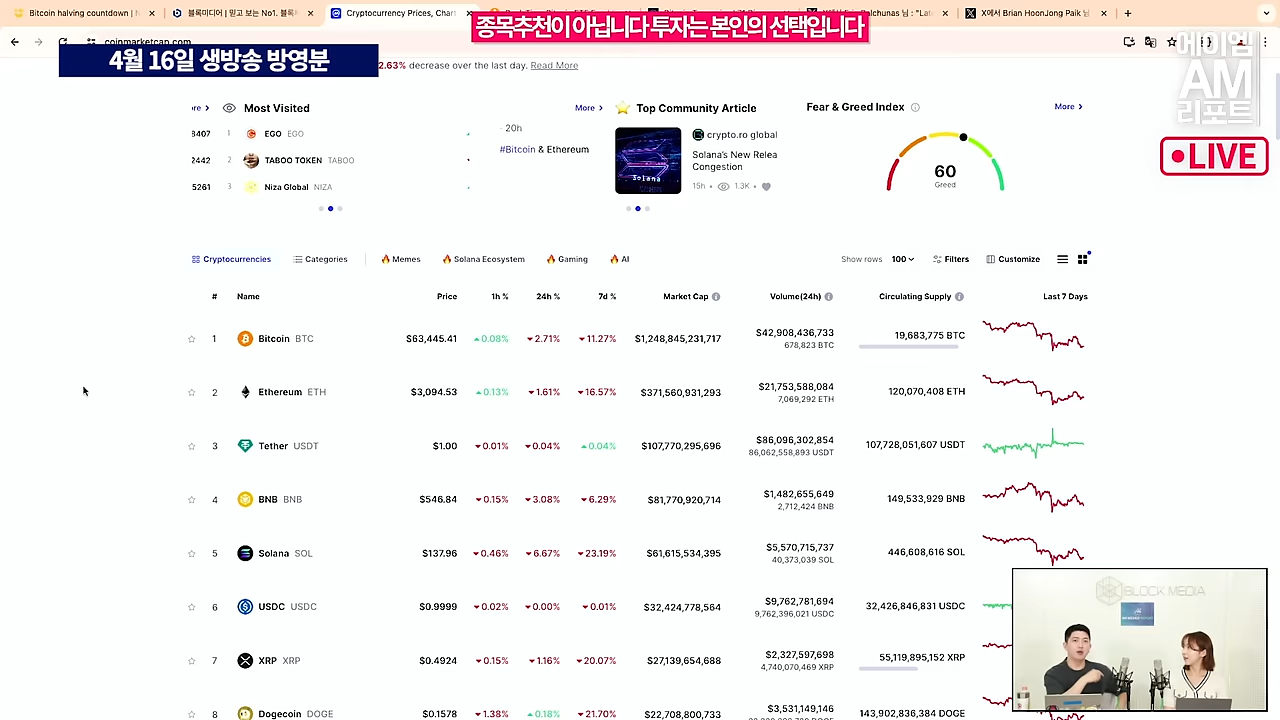 Bitcoin halving countdown | N
블록미디어 | 믿고 보는 No1. 블록
Cryptocurrency Prices, Chart
X에서 Brian HoonJong Paik 님 :
종목추천이 아닙니다 투자는 본인의 선택입니다
coinmarketcap.com
4월 16일 생방송 방영분
2.63% decrease over the last day. Read More
에이엠
AM
리포트
LIVE
Most Visited
More
Top Community Article
Fear & Greed Index
More
1 EGO EGO
2 TABOO TOKEN TABOO
3 Niza Global NIZA
20h
#Bitcoin & Ethereum
crypto.ro global
Solana's New Relea
Congestion
15h • 1.3K •
Solana
60
Greed
Cryptocurrencies Categories Memes Solana Ecosystem Gaming AI Show rows 100 Filters Customize
# Name Price 1h % 24h % 7d % Market Cap Volume(24h) Circulating Supply Last 7 Days
1 Bitcoin BTC $63,445.41 0.08% 2.71% 11.27% $1,248,845,231,717 $42,908,436,733 19,683,775 BTC
678,823 BTC
2 Ethereum ETH $3,094.53 0.13% 1.61% 16.57% $371,560,931,293 $21,753,588,084 120,070,408 ETH
7,069,292 ETH
3 Tether USDT $1.00 0.01% 0.04% 0.04% $107,770,295,696 $86,096,302,854 107,728,051,607 USDT
86,062,558,893 USDT
4 BNB BNB $546.84 0.15% 3.08% 6.29% $81,770,920,714 $1,482,655,649 149,533,929 BNB
2,712,424 BNB
5 Solana SOL $137.96 0.46% 6.67% 23.19% $61,615,534,395 $5,570,715,737 446,608,616 SOL
40,373,039 SOL
6 USDC USDC $0.9999 0.02% 0.00% 0.01% $32,424,778,564 $9,762,781,694 32,426,846,831 USDC
9,762,396,021 USDC
7 XRP XRP $0.4924 0.15% 1.16% 20.07% $27,139,654,688 $2,327,597,698 55,119,895,152 XRP
4,740,070,469 XRP
8 Dogecoin DOGE $0.1578 1.38% 0.18% 21.70% $22,708,800,733 $3,531,149,146 143,902,836,384 DOGE
BLOCK MEDIA